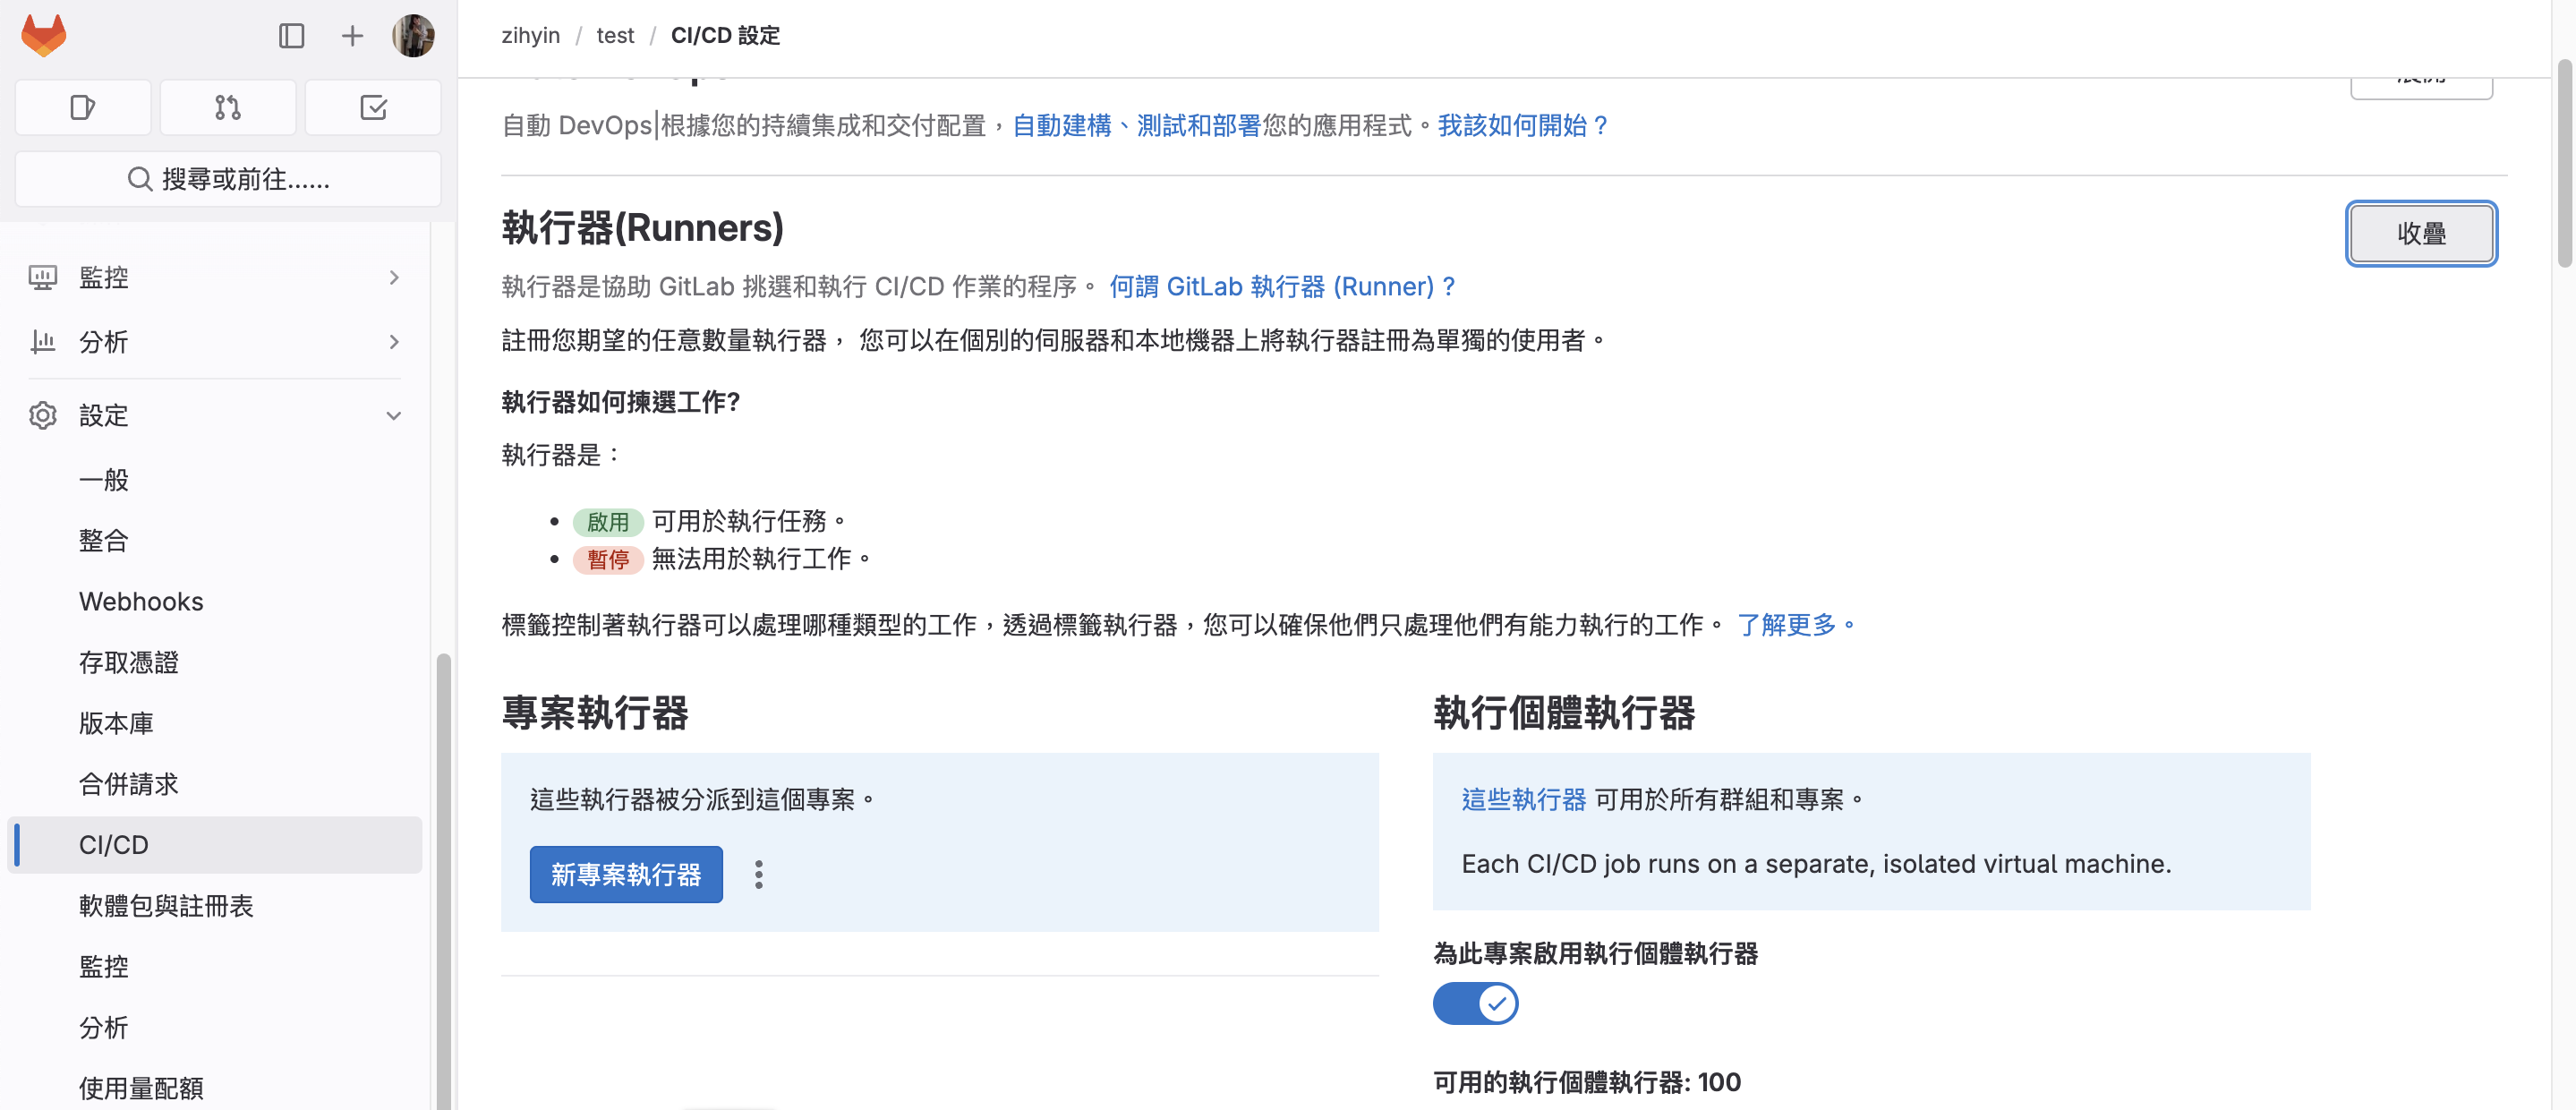 zihyin / test / CI/CD 設定
搜尋或前往......
監控
分析
設定
一般
整合
Webhooks
存取憑證
版本庫
合併請求
CI/CD
軟體包與註冊表
監控
分析
使用量配額
自動 DevOps|根據您的持續集成和交付配置，自動建構、測試和部署您的應用程式。我該如何開始？
執行器(Runners)
收疊
執行器是協助 GitLab 挑選和執行 CI/CD 作業的程序。 何謂 GitLab 執行器 (Runner)？
註冊您期望的任意數量執行器， 您可以在個別的伺服器和本地機器上將執行器註冊為單獨的使用者。
執行器如何揀選工作?
執行器是：
啟用 可用於執行任務。
暫停 無法用於執行工作。
標籤控制著執行器可以處理哪種類型的工作，透過標籤執行器，您可以確保他們只處理他們有能力執行的工作。 了解更多。
專案執行器
這些執行器被分派到這個專案。
新專案執行器
執行個體執行器
這些執行器 可用於所有群組和專案。
Each CI/CD job runs on a separate, isolated virtual machine.
為此專案啟用執行個體執行器
可用的執行個體執行器: 100